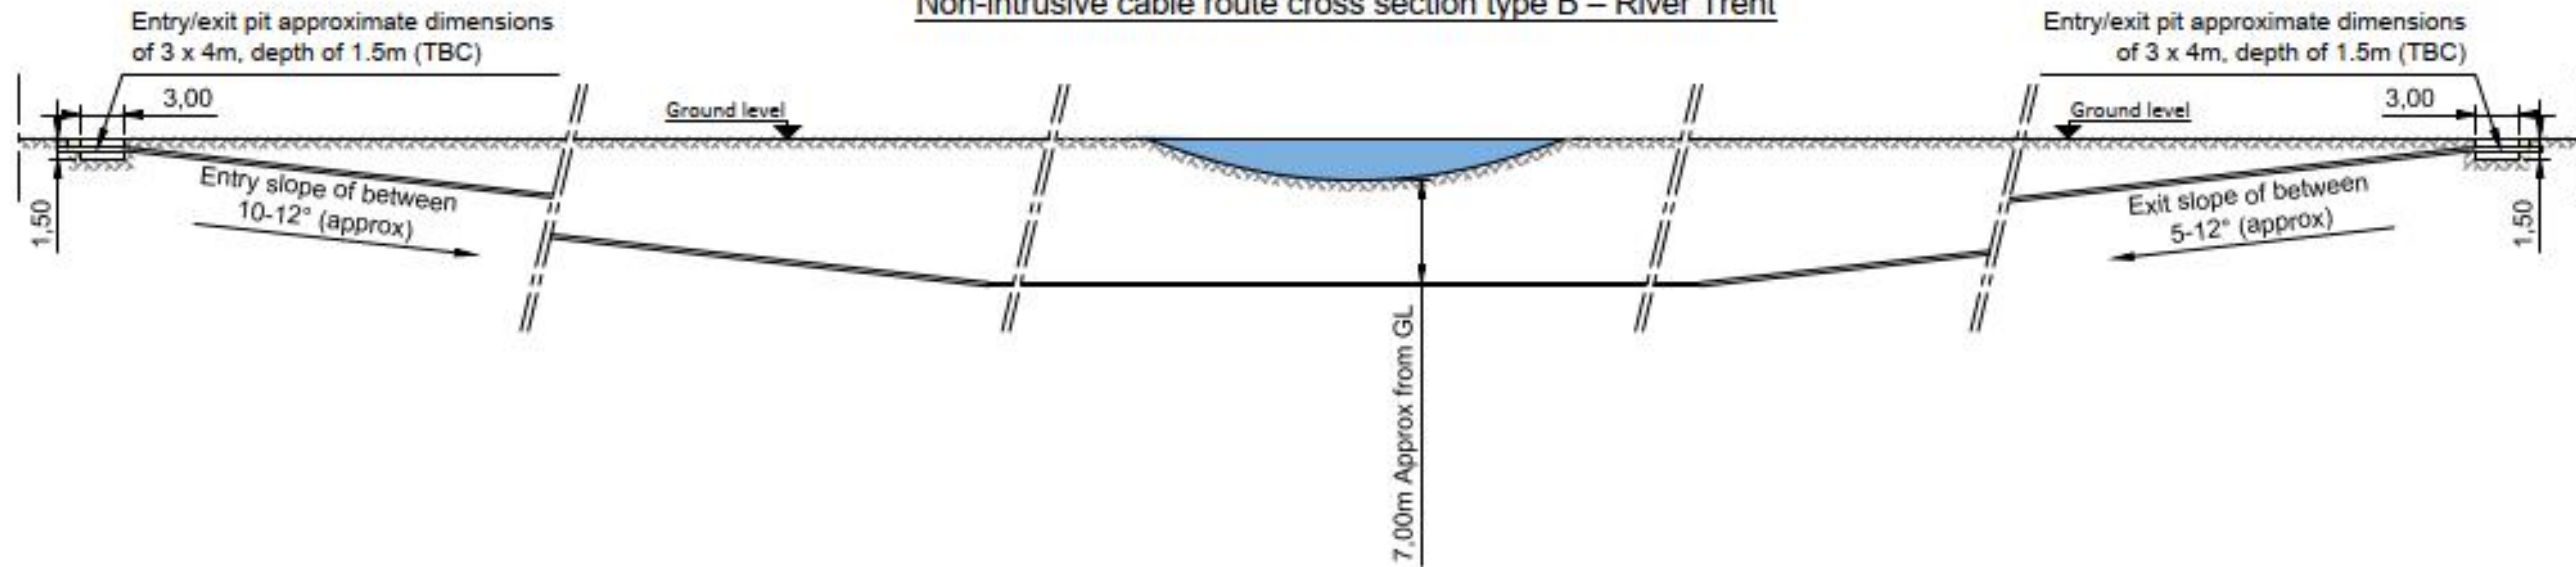 Non-intrusive cable route cross section type B – River Trent
Entry/exit pit approximate dimensions
of 3 x 4m, depth of 1.5m (TBC)
Entry/exit pit approximate dimensions
of 3 x 4m, depth of 1.5m (TBC)
3,00
Ground level
Ground level
3,00
Entry slope of between
10-12° (approx)
1,50
Exit slope of between
5-12° (approx)
1,50
7,00m Approx from GL